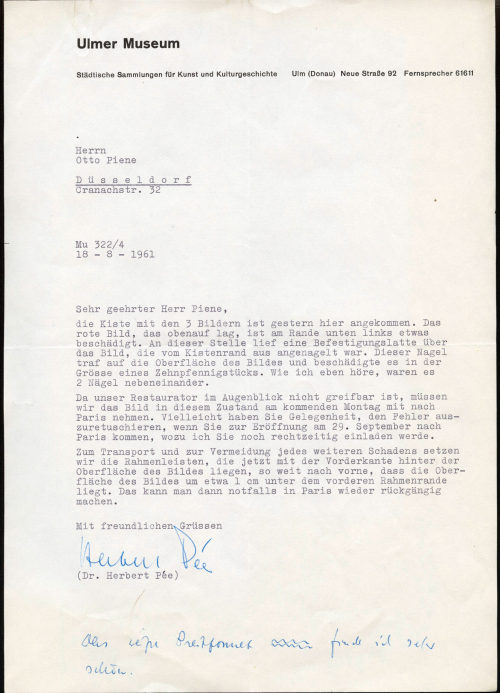 Ulmer Museum
Städtische Sammlungen für Kunst und Kulturgeschichte Ulm (Donau) Neue Straße 92 Fernsprecher 61611
Herrn
Otto Piene
Düsseldorf
Cranachstr. 32
Mu 322/4
18 - 8 - 1961
Sehr geehrter Herr Piene,
die Kiste mit den 3 Bildern ist gestern hier angekommen. Das
rote Bild, das obenauf lag, ist am Rande unten links etwas
beschädigt. An dieser Stelle lief eine Befestigungslatte über
das Bild, die vom Kistenrand aus angenagelt war. Dieser Nagel
traf auf die Oberfläche des Bildes und beschädigte es in der
Grösse eines Zehnpfennigstücks. Wie ich eben höre, waren es
2 Nägel nebeneinander.
Da unser Restaurator im Augenblick nicht greifbar ist, müssen
wir das Bild in diesem Zustand am kommenden Montag mit nach
Paris nehmen. Vielleicht haben Sie Gelegenheit, den Fehler aus-
zuretuschieren, wenn Sie zur Eröffnung am 29. September nach
Paris kommen, wozu ich Sie noch rechtzeitig einladen werde.
Zum Transport und zur Vermeidung jedes weiteren Schadens setzen
wir die Rahmenleisten, die jetzt mit der Vorderkante hinter der
Oberfläche des Bildes liegen, so weit nach vorne, dass die Ober-
fläche des Bildes um etwa 1 cm unter dem vorderen Rahmenrande
liegt. Das kann man dann notfalls in Paris wieder rückgängig
machen.
Mit freundlichen Grüssen
Herbert Pée
(Dr. Herbert Pée)
Das Breitformat finde ich sehr
schön.